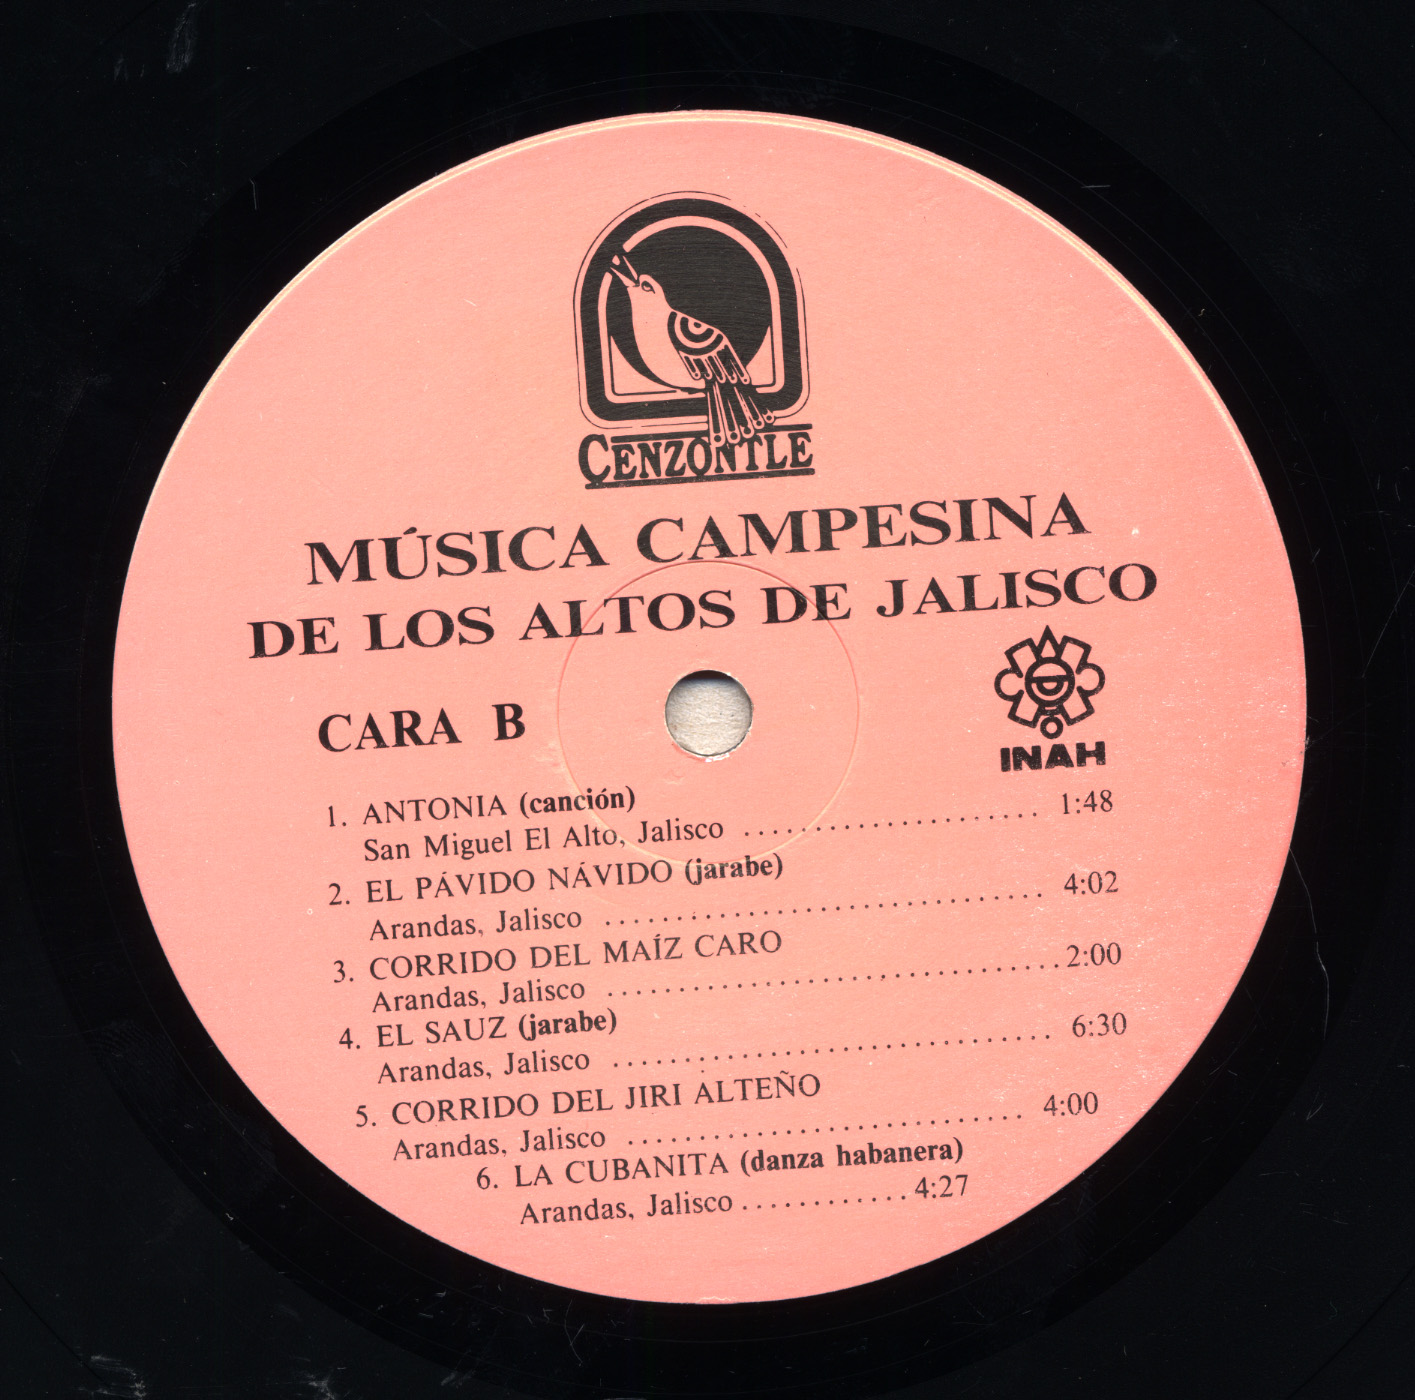 CENZONTLE
MÚSICA CAMPESINA
DE LOS ALTOS DE JALISCO
CARA B
INAH
1. ANTONIA (canción)
San Miguel El Alto, Jalisco ..................... 1:48
2. EL PÁVIDO NÁVIDO (jarabe)
Arandas, Jalisco ............................... 4:02
3. CORRIDO DEL MAÍZ CARO
Arandas, Jalisco ................................2:00
4. EL SAUZ (jarabe)
Arandas, Jalisco ............................... 6:30
5. CORRIDO DEL JIRI ALTEÑO
Arandas, Jalisco ............................ 4:00
6. LA CUBANITA (danza habanera)
Arandas, Jalisco............4:27